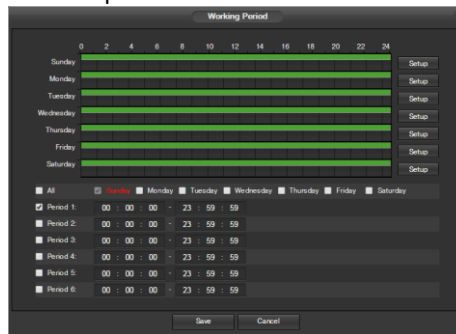 Working Period
0 2 4 6 8 10 12 14 16 18 20 22 24
Sunday Setup
Monday Setup
Tuesday Setup
Wednesday Setup
Thursday Setup
Friday Setup
Saturday Setup
All Sunday Monday Tuesday Wednesday Thursday Friday Saturday
Period 1: 00 : 00 : 00 - 23 : 59 : 59
Period 2: 00 : 00 : 00 - 23 : 59 : 59
Period 3: 00 : 00 : 00 - 23 : 59 : 59
Period 4: 00 : 00 : 00 - 23 : 59 : 59
Period 5: 00 : 00 : 00 - 23 : 59 : 59
Period 6: 00 : 00 : 00 - 23 : 59 : 59
Save Cancel